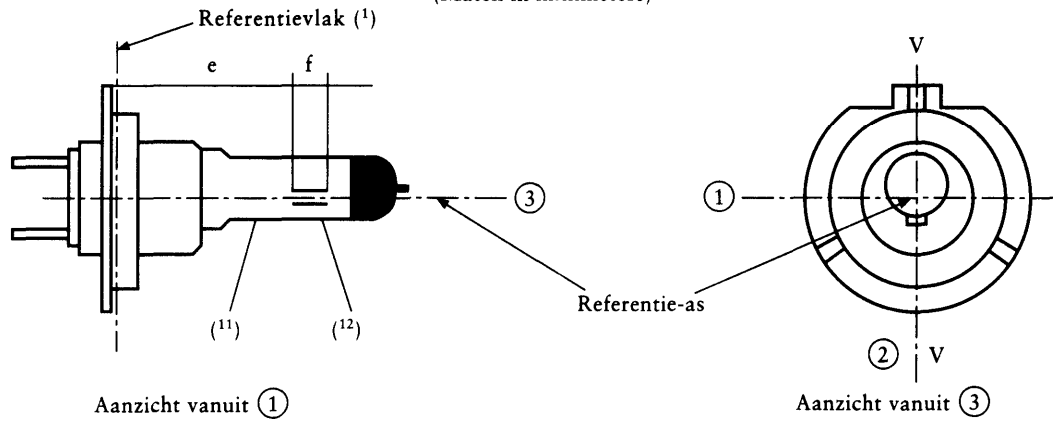 Referentievlak (¹)
e
f
③
(¹¹)
(¹²)
Aanzicht vanuit ①
V
①
Referentie-as
② V
Aanzicht vanuit ③